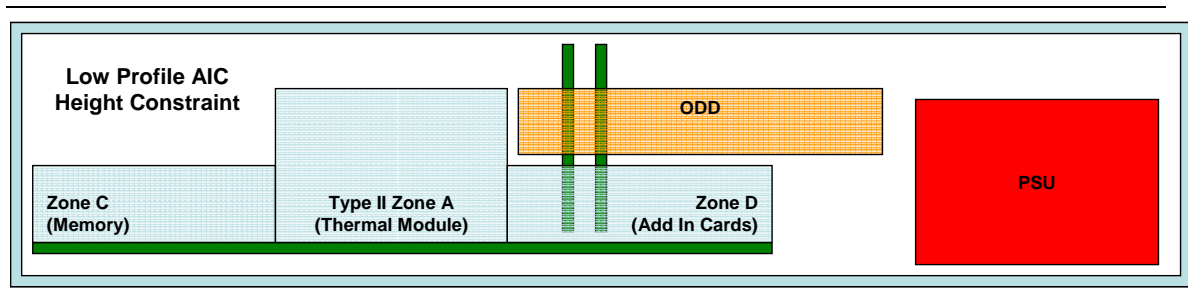 Low Profile AIC
Height Constraint
ODD
PSU
Zone C
(Memory)
Type II Zone A
(Thermal Module)
Zone D
(Add In Cards)